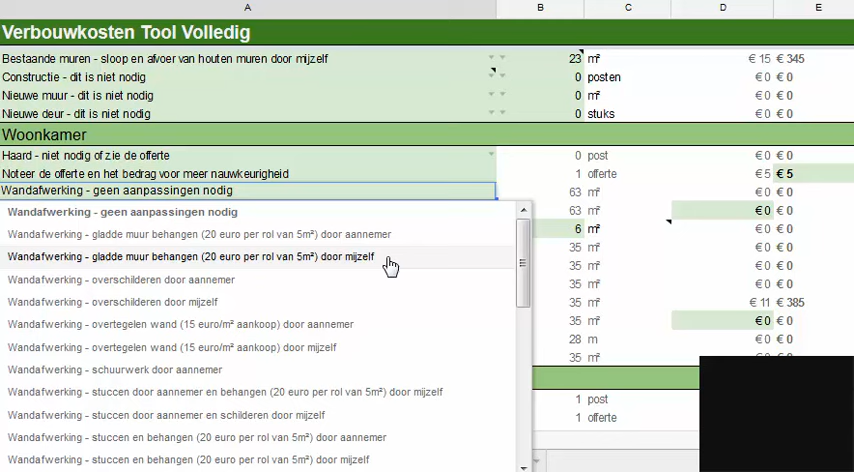 A B C D E
Verbouwkosten Tool Volledig
Bestaande muren - sloop en afvoer van houten muren door mijzelf 23 m² € 15 € 345
Constructie - dit is niet nodig 0 posten € 0 € 0
Nieuwe muur - dit is niet nodig 0 m² € 0 € 0
Nieuwe deur - dit is niet nodig 0 stuks € 0 € 0
Woonkamer
Haard - niet nodig of zie de offerte 0 post € 0 € 0
Noteer de offerte en het bedrag voor meer nauwkeurigheid 1 offerte € 5 € 5
Wandafwerking - geen aanpassingen nodig 63 m² € 0 € 0
Wandafwerking - geen aanpassingen nodig 63 m² € 0 € 0
Wandafwerking - gladde muur behangen (20 euro per rol van 5m²) door aannemer 6 m² € 0 € 0
Wandafwerking - gladde muur behangen (20 euro per rol van 5m²) door mijzelf 35 m² € 0 € 0
Wandafwerking - overschilderen door aannemer 35 m² € 0 € 0
Wandafwerking - overschilderen door mijzelf 35 m² € 11 € 385
Wandafwerking - overtegelen wand (15 euro/m² aankoop) door aannemer 35 m² € 0 € 0
Wandafwerking - overtegelen wand (15 euro/m² aankoop) door mijzelf 28 m € 0 € 0
Wandafwerking - schuurwerk door aannemer 35 m² € 0 € 0
Wandafwerking - stuccen door aannemer en behangen (20 euro per rol van 5m²) door mijzelf 1 post
Wandafwerking - stuccen door aannemer en schilderen door mijzelf 1 offerte
Wandafwerking - stuccen en behangen (20 euro per rol van 5m²) door aannemer
Wandafwerking - stuccen en behangen (20 euro per rol van 5m²) door mijzelf